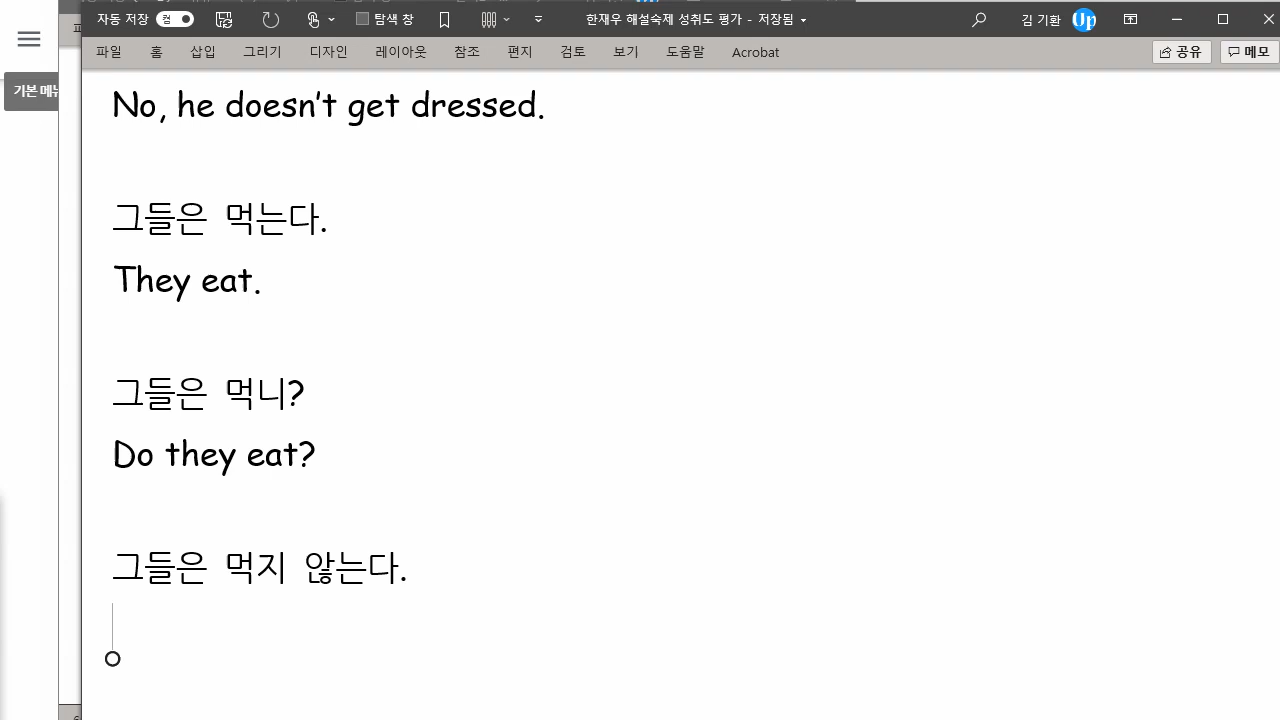 자동 저장 켬 탐색 창 한재우 해설숙제 성취도 평가 - 저장됨 김 기환 Up
파일 홈 삽입 그리기 디자인 레이아웃 참조 편지 검토 보기 도움말 Acrobat 공유 메모
기본 메뉴
No, he doesn't get dressed.
그들은 먹는다.
They eat.
그들은 먹니?
Do they eat?
그들은 먹지 않는다.